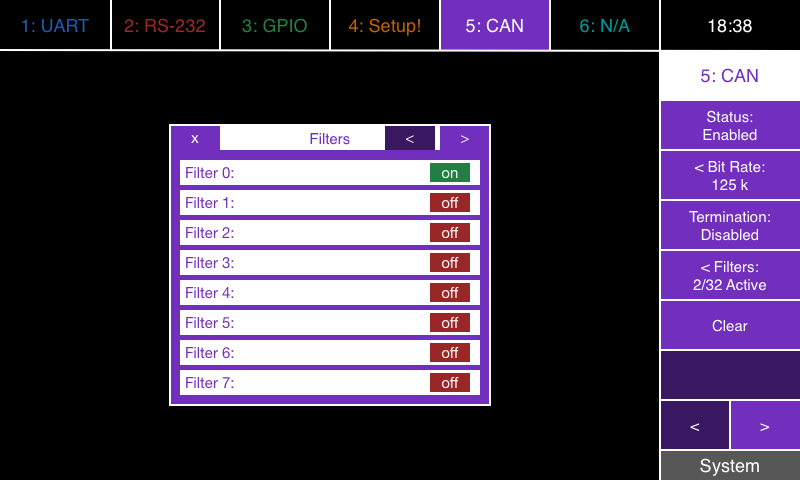 1: UART
2: RS-232
3: GPIO
4: Setup!
5: CAN
6: N/A
18:38
5: CAN
Status:
Enabled
< Bit Rate:
125 k
Termination:
Disabled
< Filters:
2/32 Active
Clear
<
>
System
x
Filters
<
>
Filter 0:
on
Filter 1:
off
Filter 2:
off
Filter 3:
off
Filter 4:
off
Filter 5:
off
Filter 6:
off
Filter 7:
off